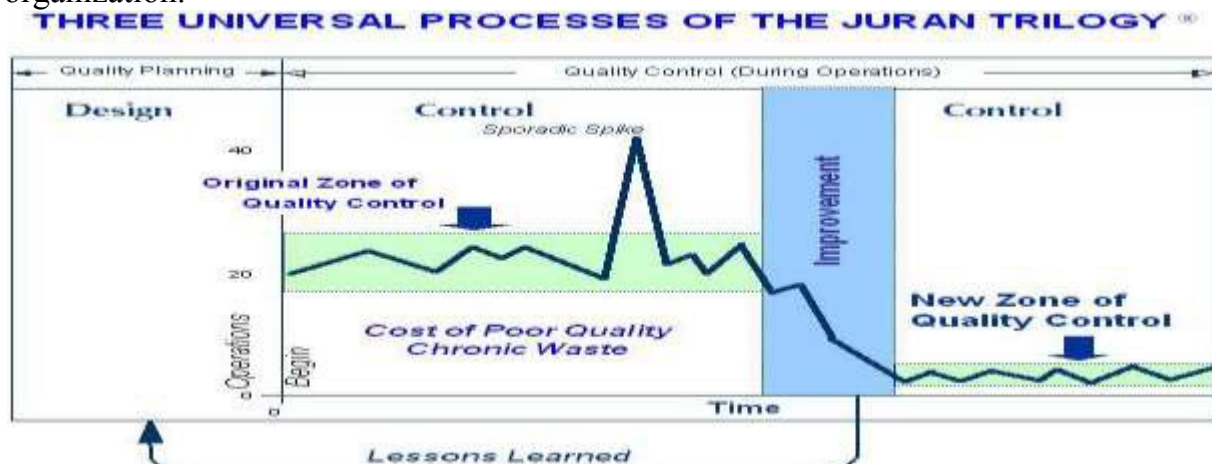 organization.
THREE UNIVERSAL PROCESSES OF THE JURAN TRILOGY ®
Quality Planning
Quality Control (During Operations)
Design
Control
Control
Sporadic Spike
40
Original Zone of
Quality Control
Improvement
20
New Zone of
Quality Control
Cost of Poor Quality
Chronic Waste
Operations
Begin
0
0
Time
Lessons Learned